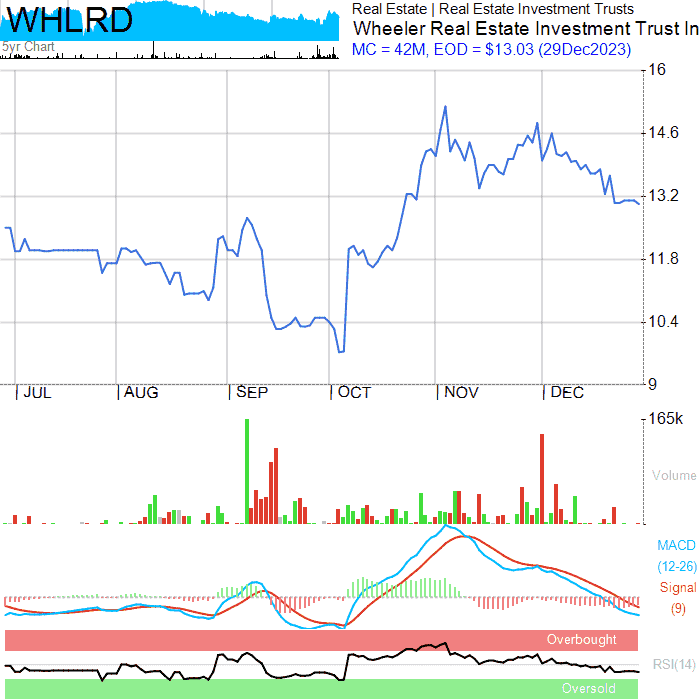 WHLRD
5yr Chart
Real Estate | Real Estate Investment Trusts
Wheeler Real Estate Investment Trust In
MC = 42M, EOD = $13.03 (29Dec2023)
16
14.6
13.2
11.8
10.4
9
JUL AUG SEP OCT NOV DEC
165k
Volume
MACD
(12-26)
Signal
(9)
Overbought
RSI(14)
Oversold